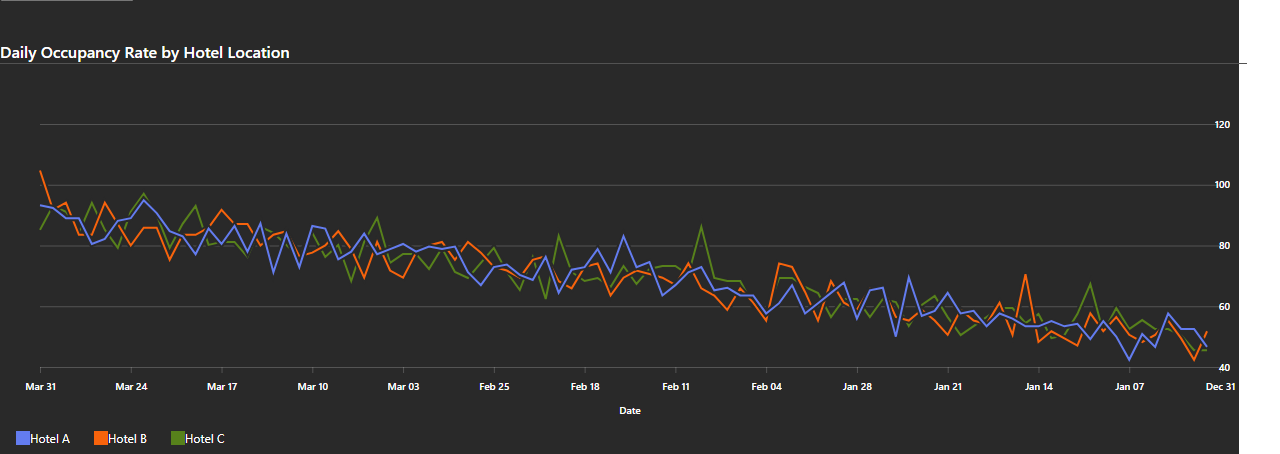 Daily Occupancy Rate by Hotel Location
120
100
80
60
40
Mar 31 Mar 24 Mar 17 Mar 10 Mar 03 Feb 25 Feb 18 Feb 11 Feb 04 Jan 28 Jan 21 Jan 14 Jan 07 Dec 31
Date
Hotel A Hotel B Hotel C